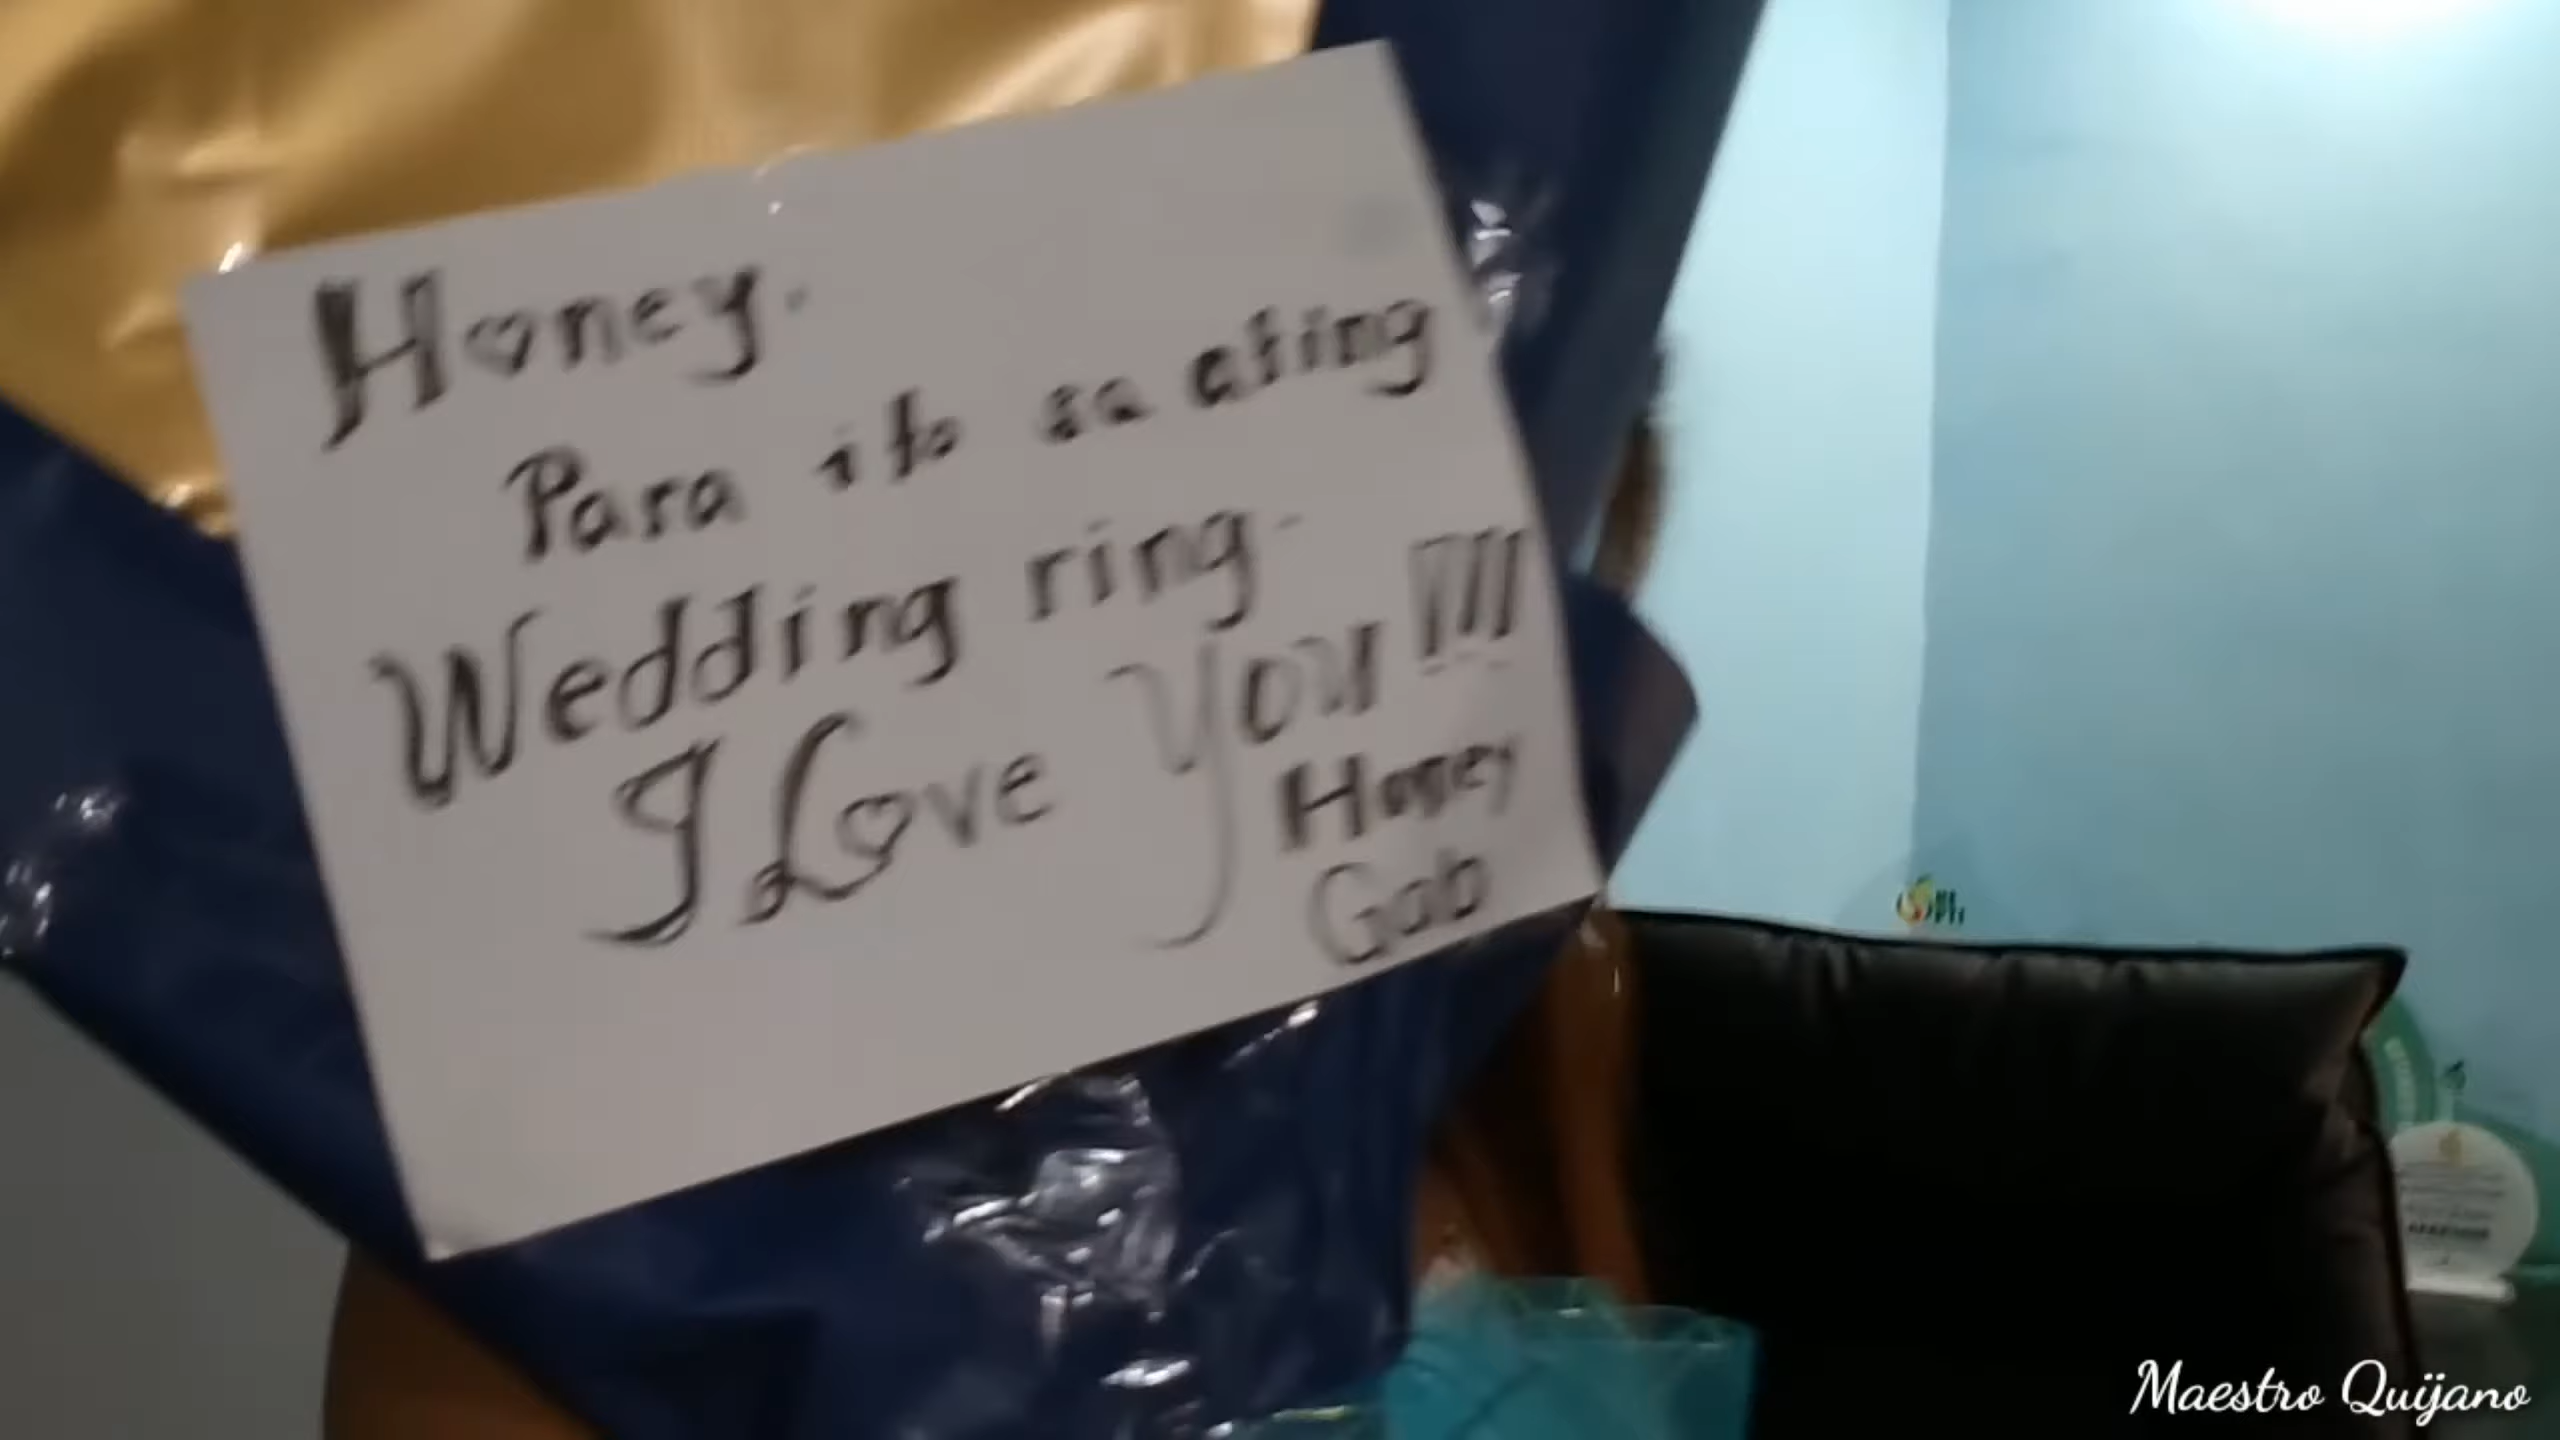 Honey.
Para ito sa ating
Wedding ring.
I Love You !!!!
Honey
Gab
Maestro Quijano